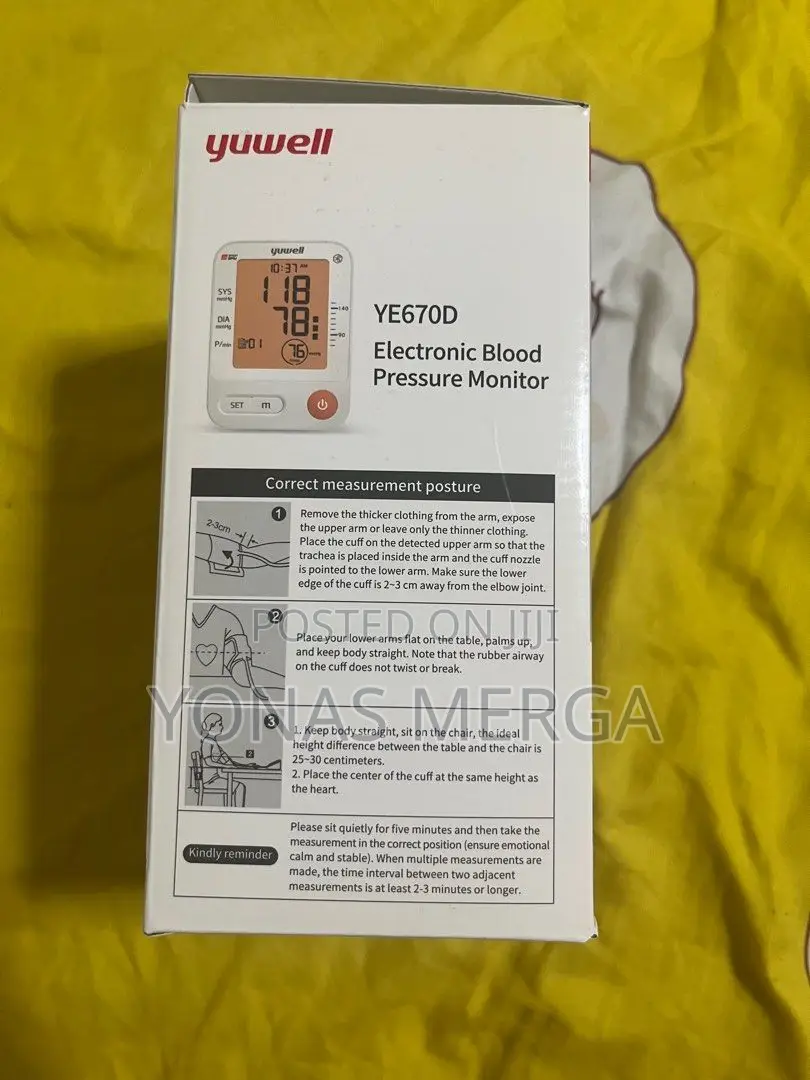 yuwell
yuwell
10:37 AM
SYS
mmHg
118
140
DIA
mmHg
78
90
P/min
01
76
SET
m
YE670D
Electronic Blood
Pressure Monitor
Correct measurement posture
1
2-3cm
Remove the thicker clothing from the arm, expose
the upper arm or leave only the thinner clothing.
Place the cuff on the detected upper arm so that the
trachea is placed inside the arm and the cuff nozzle
is pointed to the lower arm. Make sure the lower
edge of the cuff is 2~3 cm away from the elbow joint.
2
POSTED ON JIJI
Place your lower arms flat on the table, palms up,
and keep body straight. Note that the rubber airway
on the cuff does not twist or break.
YONAS MERGA
3
2
1. Keep body straight, sit on the chair, the ideal
height difference between the table and the chair is
25~30 centimeters.
2. Place the center of the cuff at the same height as
the heart.
Kindly reminder
Please sit quietly for five minutes and then take the
measurement in the correct position (ensure emotional
calm and stable). When multiple measurements are
made, the time interval between two adjacent
measurements is at least 2-3 minutes or longer.